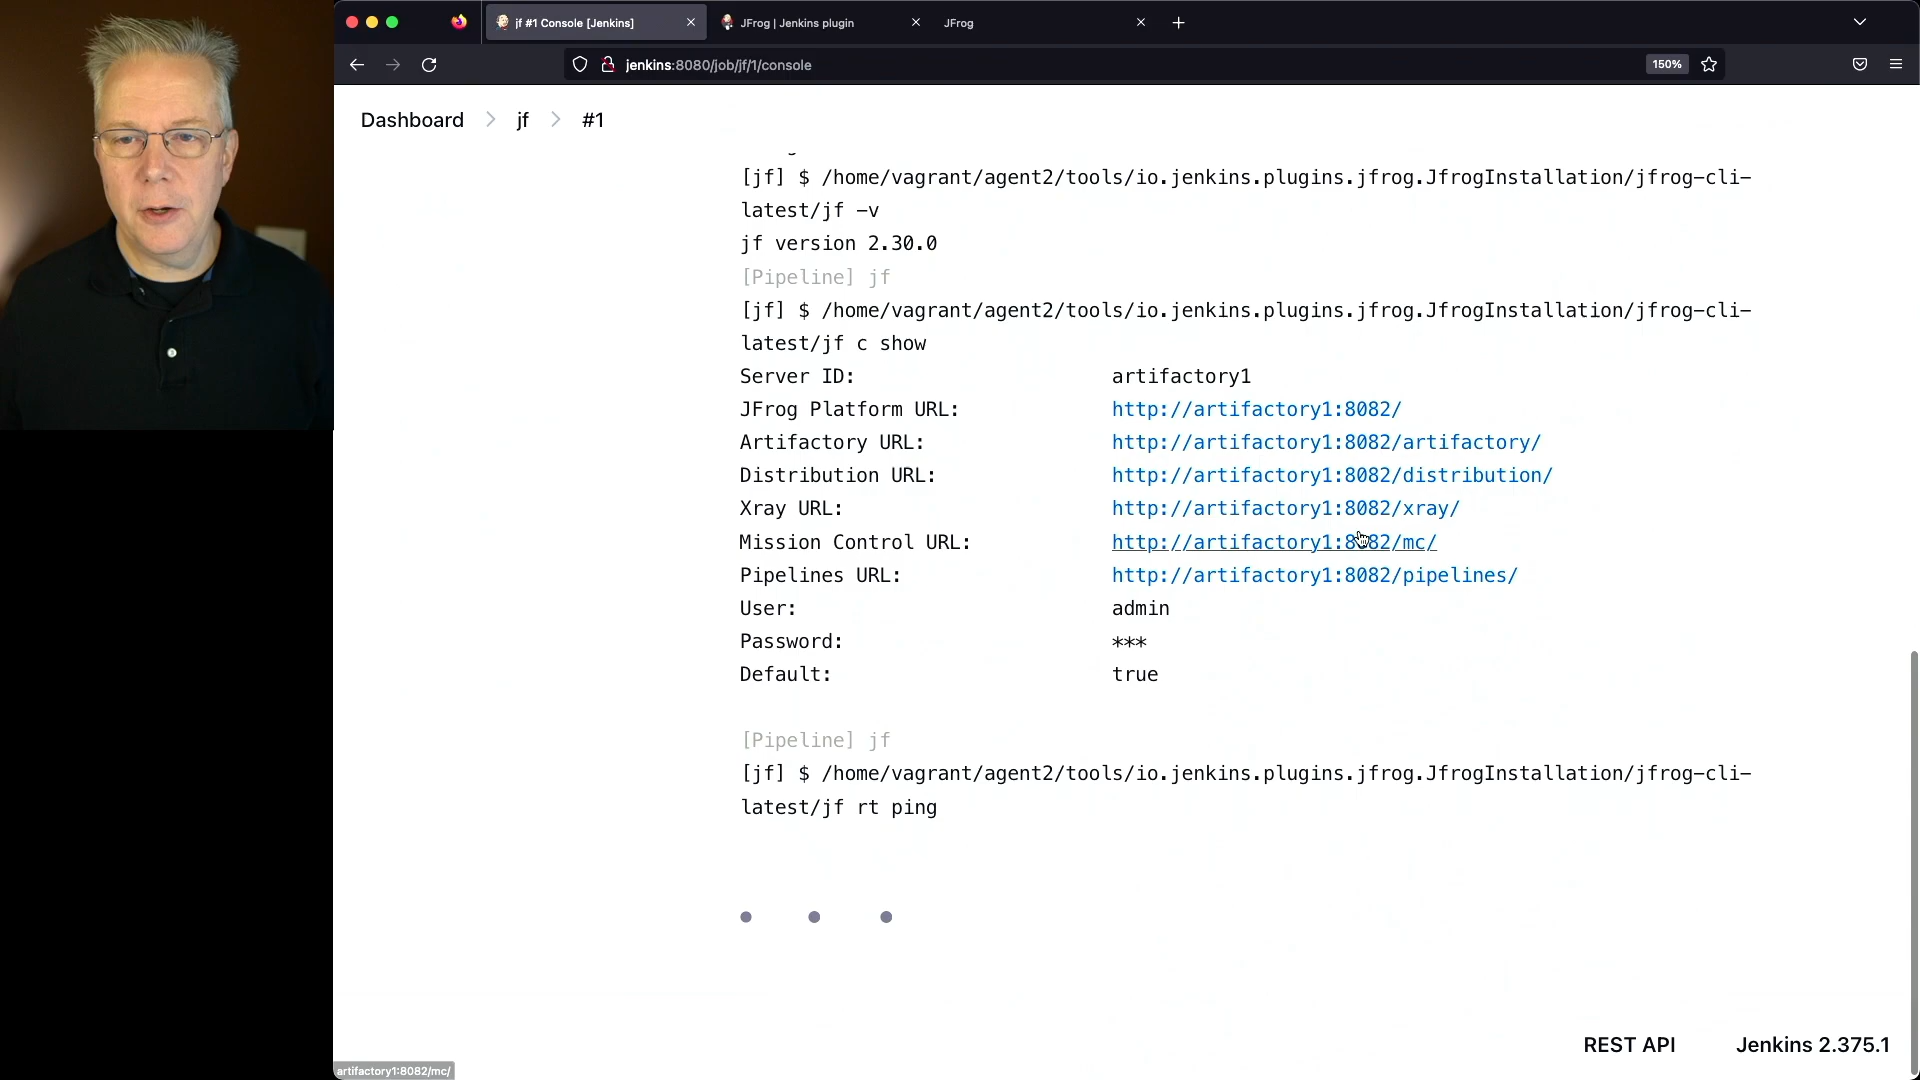 jf #1 Console [Jenkins]
JFrog | Jenkins plugin
JFrog
jenkins:8080/job/jf/1/console
150%
Dashboard
jf
#1
[jf] $ /home/vagrant/agent2/tools/io.jenkins.plugins.jfrog.JfrogInstallation/jfrog-cli-
latest/jf -v
jf version 2.30.0
[Pipeline] jf
[jf] $ /home/vagrant/agent2/tools/io.jenkins.plugins.jfrog.JfrogInstallation/jfrog-cli-
latest/jf c show
Server ID: artifactory1
JFrog Platform URL: http://artifactory1:8082/
Artifactory URL: http://artifactory1:8082/artifactory/
Distribution URL: http://artifactory1:8082/distribution/
Xray URL: http://artifactory1:8082/xray/
Mission Control URL: http://artifactory1:8082/mc/
Pipelines URL: http://artifactory1:8082/pipelines/
User: admin
Password: ***
Default: true
[Pipeline] jf
[jf] $ /home/vagrant/agent2/tools/io.jenkins.plugins.jfrog.JfrogInstallation/jfrog-cli-
latest/jf rt ping
REST API
Jenkins 2.375.1
artifactory1:8082/mc/